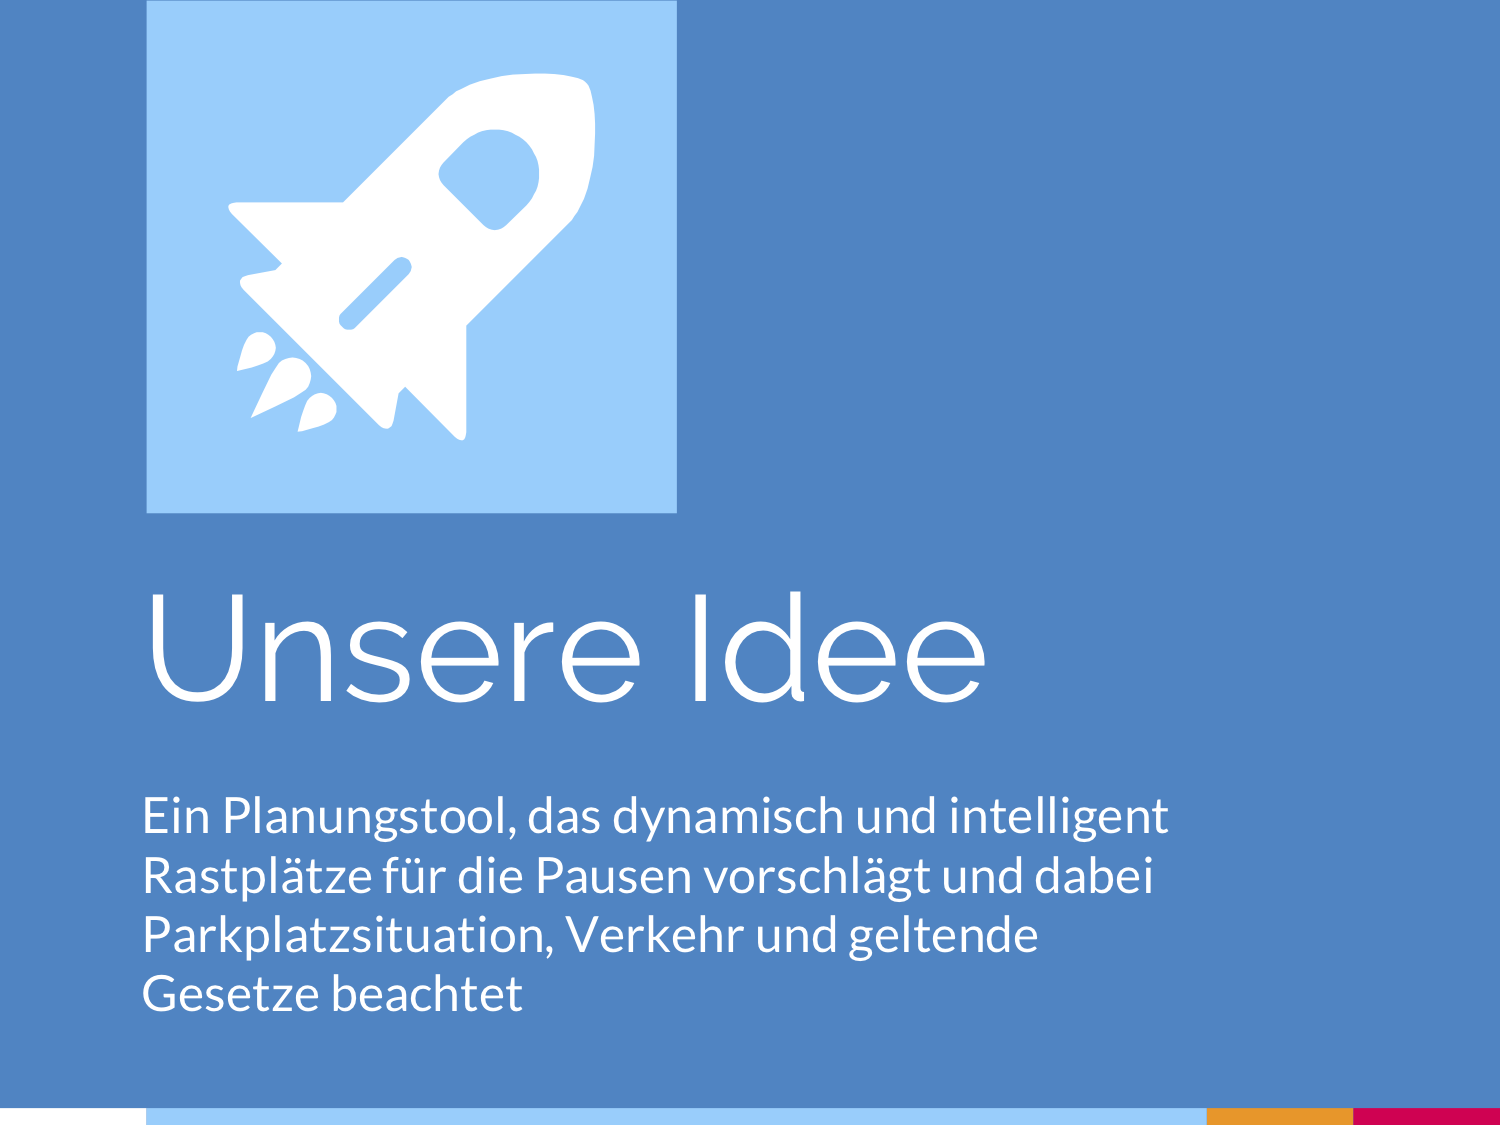 Unsere Idee
Ein Planungstool, das dynamisch und intelligent
Rastplätze für die Pausen vorschlägt und dabei
Parkplatzsituation, Verkehr und geltende
Gesetze beachtet